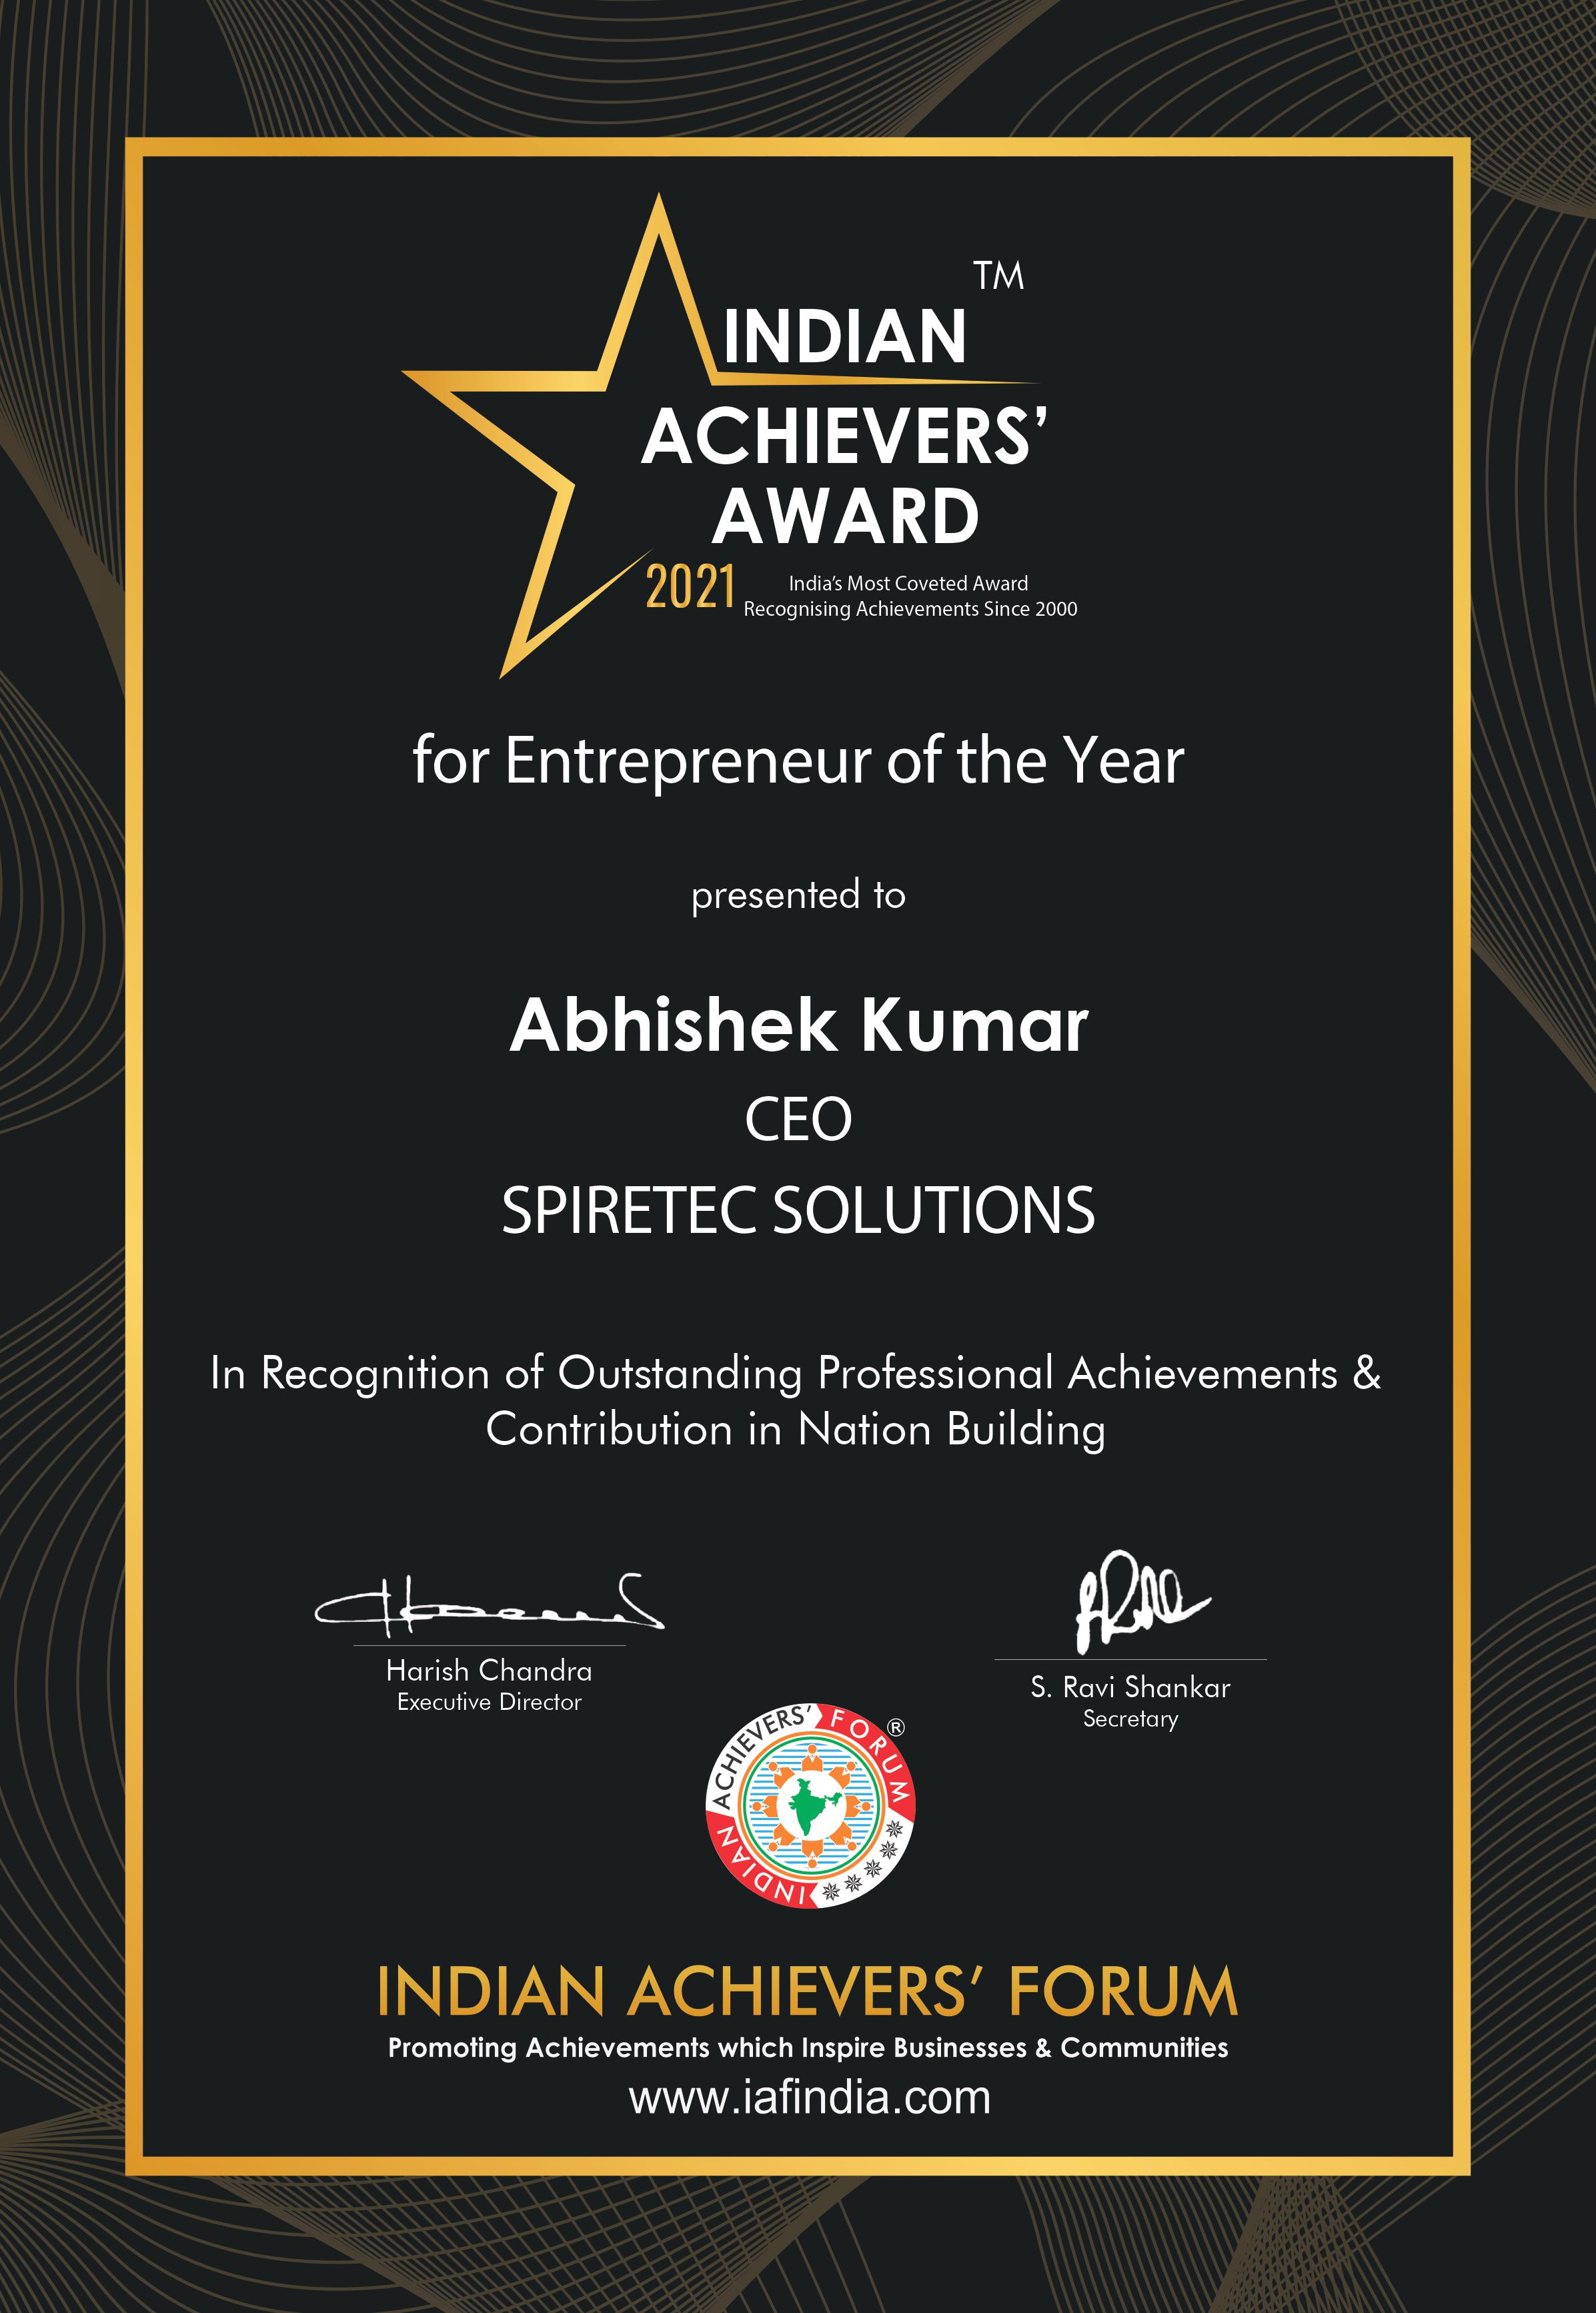 TM
INDIAN
ACHIEVERS’
AWARD
2021
India’s Most Coveted Award
Recognising Achievements Since 2000
for Entrepreneur of the Year
presented to
Abhishek Kumar
CEO
SPIRETEC SOLUTIONS
In Recognition of Outstanding Professional Achievements &
Contribution in Nation Building
Harish Chandra
Executive Director
S. Ravi Shankar
Secretary
INDIAN ACHIEVERS’ FORUM ®
INDIAN ACHIEVERS’ FORUM
Promoting Achievements which Inspire Businesses & Communities
www.iafindia.com